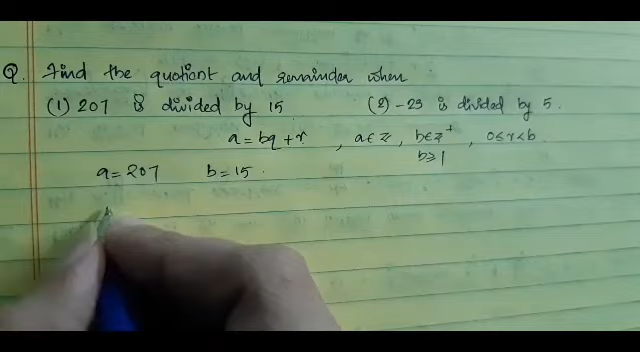 Q. Find the quotient and remainder when
(1) 207 is divided by 15 (2) -23 is divided by 5.
a = bq + r , a ∈ Z , b ∈ Z⁺ , 0 ≤ r < b
b ≥ 1
a = 207 b = 15.